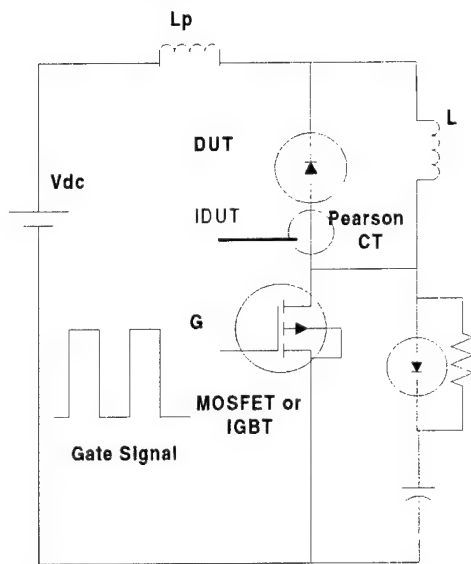 Lp
L
DUT
Vdc
IDUT
Pearson
CT
G
MOSFET or
IGBT
Gate Signal